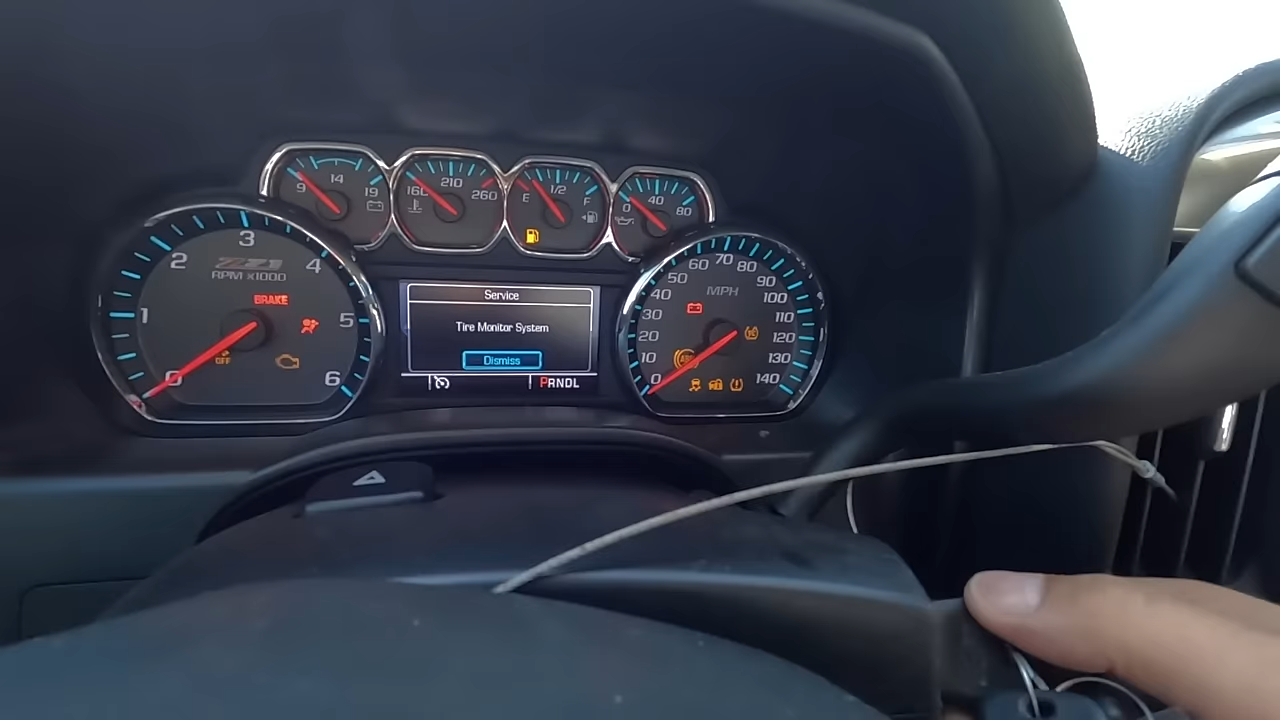 9 14 19
160 210 260
E 1/2 F
0 40 80
0 1 2 3 4 5 6
Z71
RPM x1000
BRAKE
OFF
Service
Tire Monitor System
Dismiss
PRNDL
0 10 20 30 40 50 60 70 80 90 100 110 120 130 140
MPH
ABS